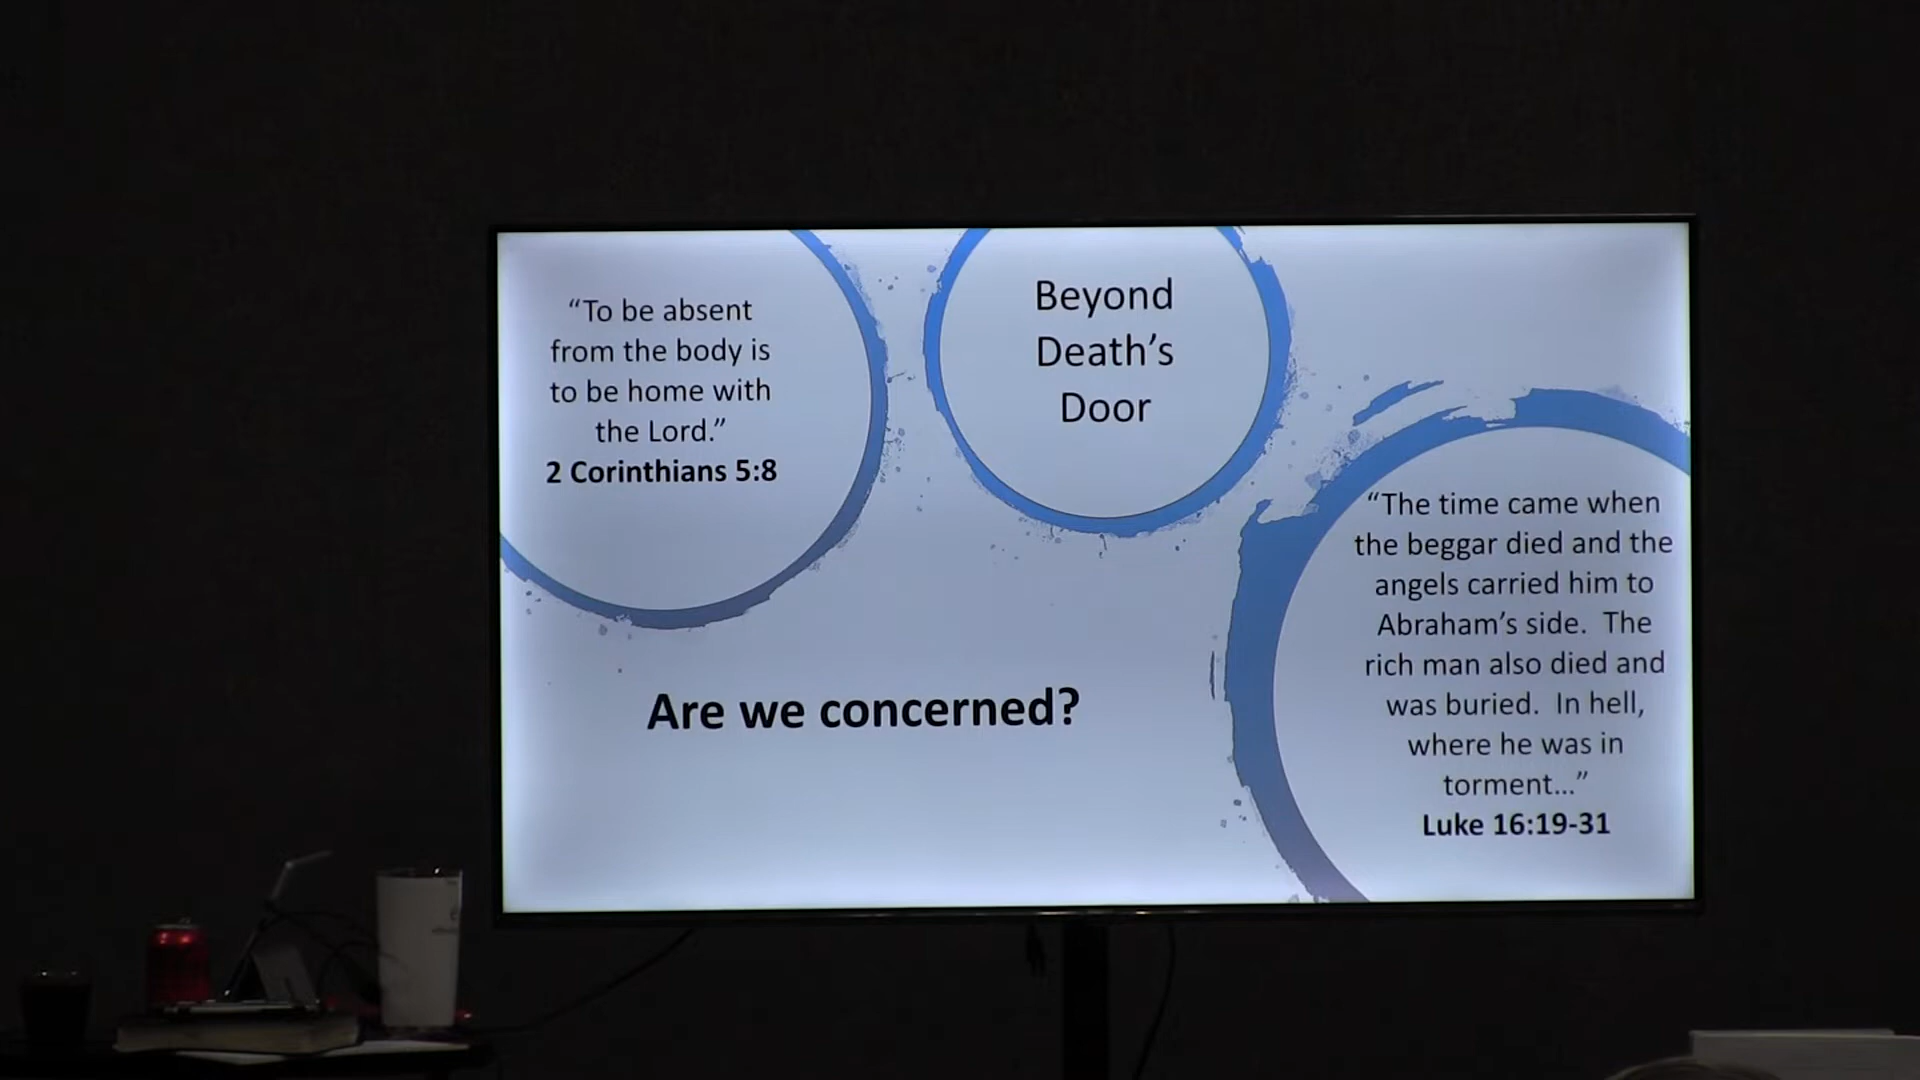 “To be absent
from the body is
to be home with
the Lord.”
2 Corinthians 5:8
Beyond
Death’s
Door
“The time came when
the beggar died and the
angels carried him to
Abraham’s side.  The
rich man also died and
was buried.  In hell,
where he was in
torment...”
Luke 16:19-31
Are we concerned?